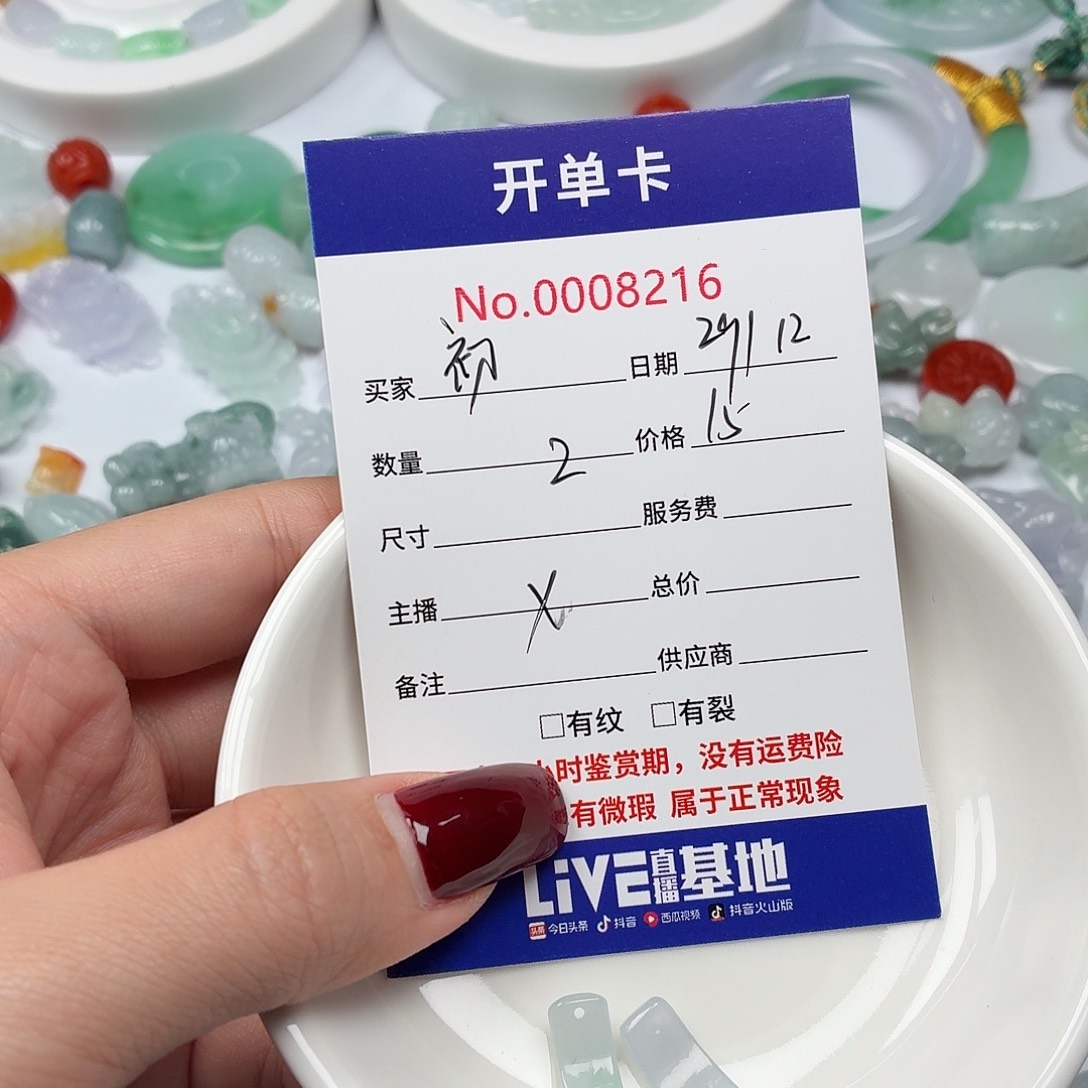 开单卡
No.0008216
买家 初 日期 29/12
数量 2 价格 15
尺寸 服务费
主播 X 总价
备注 供应商
□有纹 □有裂
小时鉴赏期，没有运费险
有微瑕 属于正常现象
LiVE直播基地
头条 今日头条 抖音 西瓜视频 抖音火山版